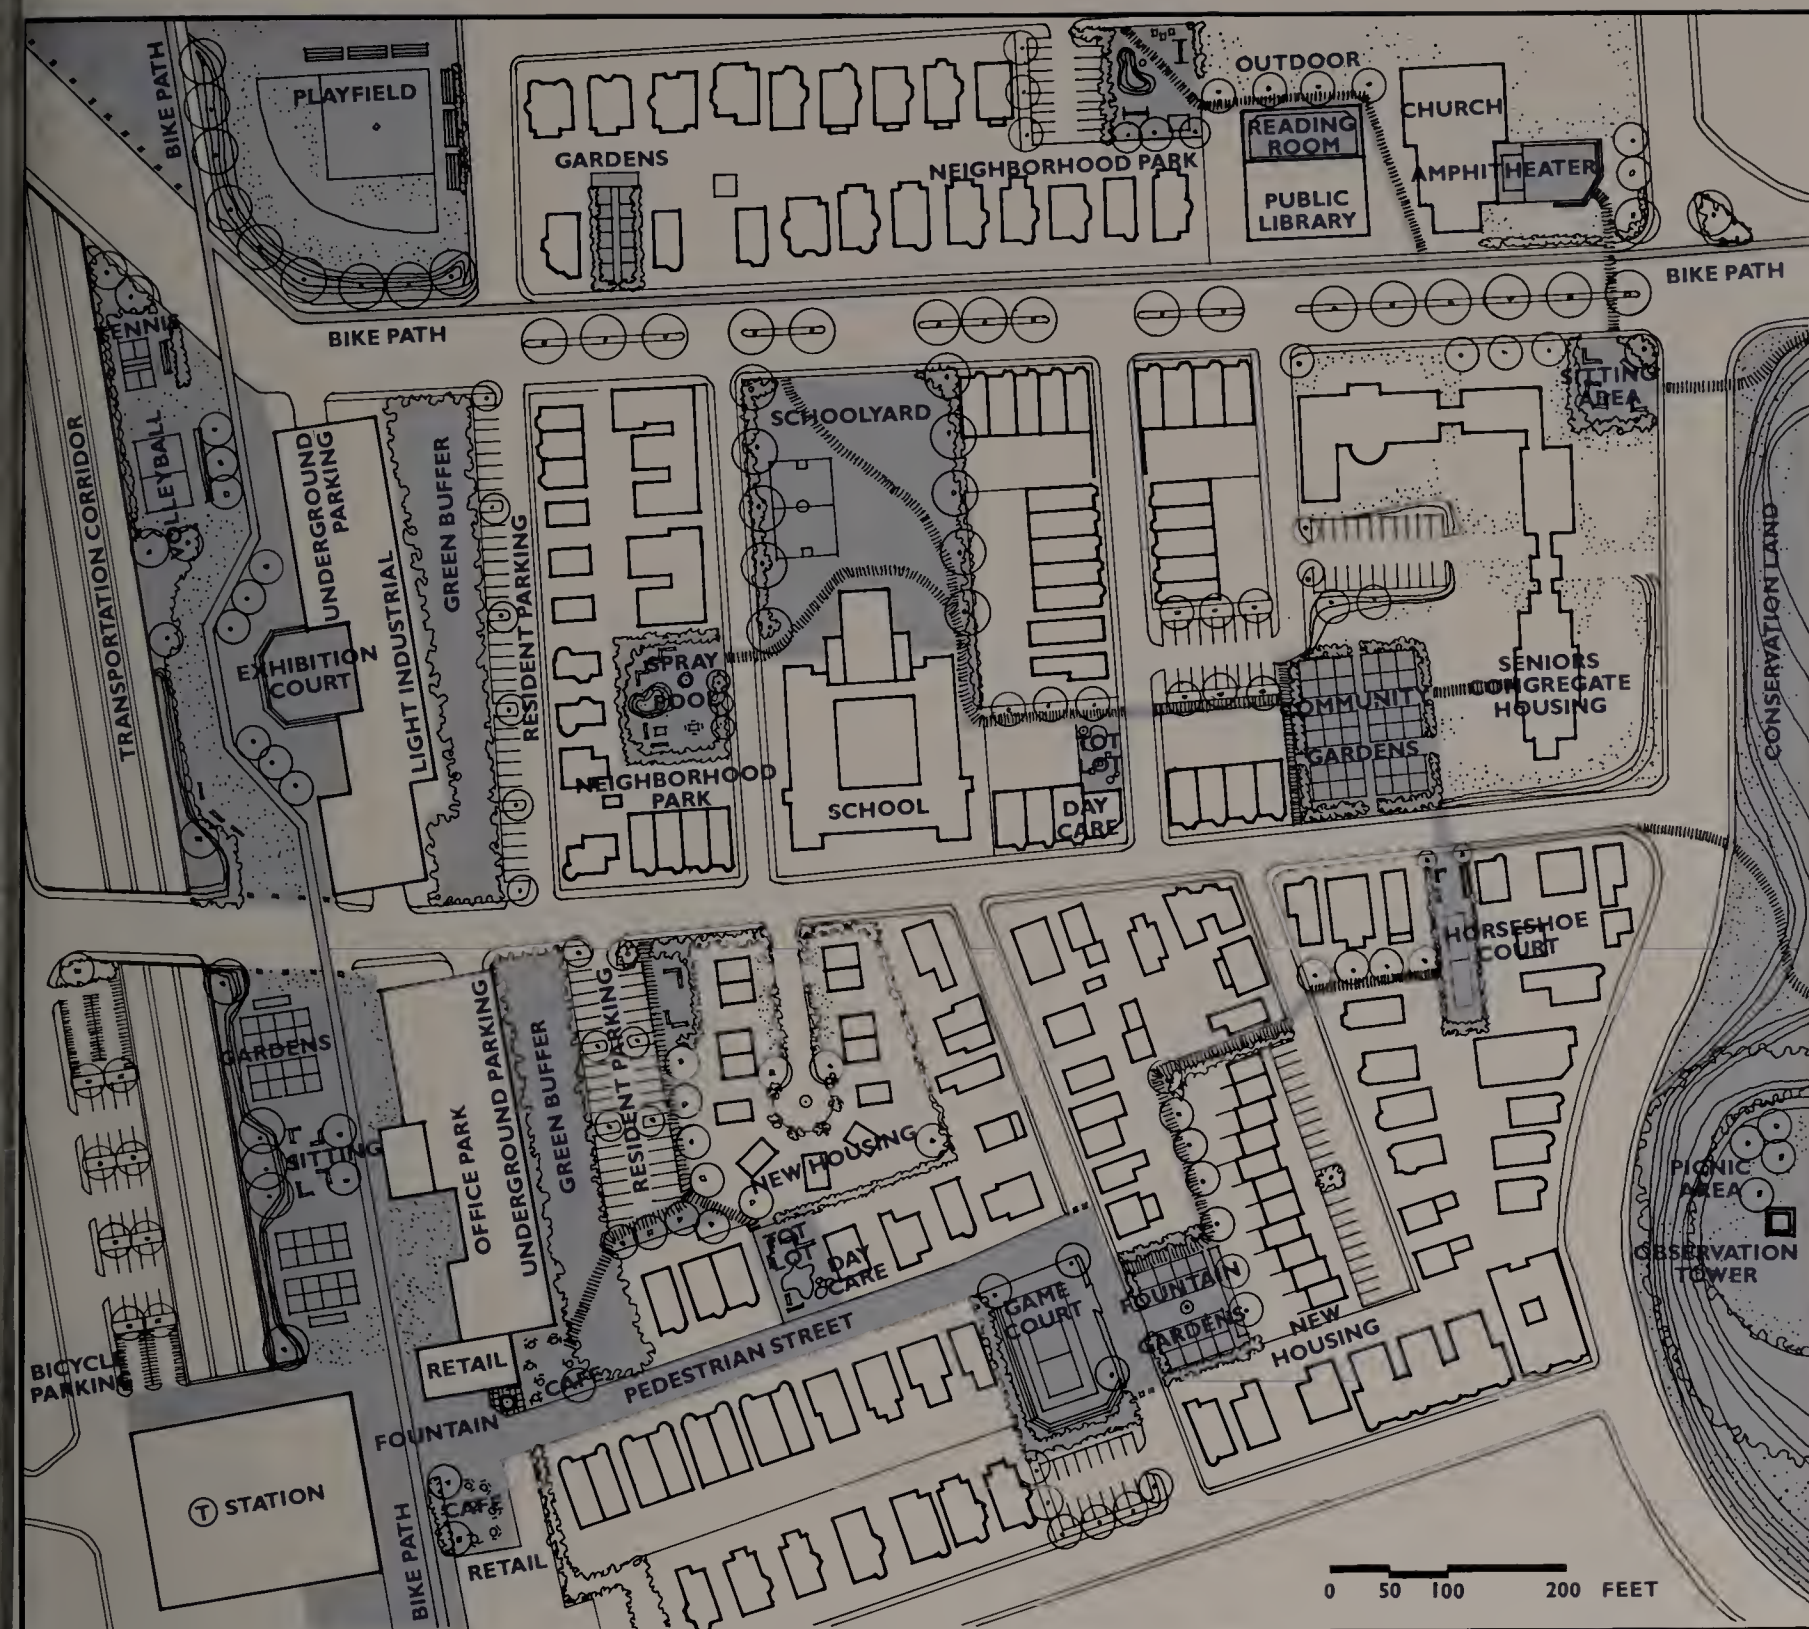 BIKE PATH
PLAYFIELD
GARDENS
NEIGHBORHOOD PARK
OUTDOOR
READING
ROOM
PUBLIC
LIBRARY
CHURCH
AMPHITHEATER
BIKE PATH
BIKE PATH
TENNIS
VOLLEYBALL
TRANSPORTATION CORRIDOR
UNDERGROUND
PARKING
EXHIBITION
COURT
LIGHT INDUSTRIAL
GREEN BUFFER
RESIDENT PARKING
SPRAY
POOL
NEIGHBORHOOD
PARK
SCHOOLYARD
SCHOOL
TOT
LOT
DAY
CARE
COMMUNITY
GARDENS
SITTING
AREA
SENIORS
CONGREGATE
HOUSING
CONSERVATION LAND
HORSESHOE
COURT
GARDENS
SITTING
OFFICE PARK
UNDERGROUND PARKING
GREEN BUFFER
RESIDENT PARKING
NEW HOUSING
TOT
LOT
DAY
CARE
PEDESTRIAN STREET
GAME
COURT
FOUNTAIN
GARDENS
NEW
HOUSING
PICNIC
AREA
OBSERVATION
TOWER
BICYCLE
PARKING
RETAIL
CAFE
FOUNTAIN
T STATION
BIKE PATH
CAFE
RETAIL
0 50 100 200 FEET